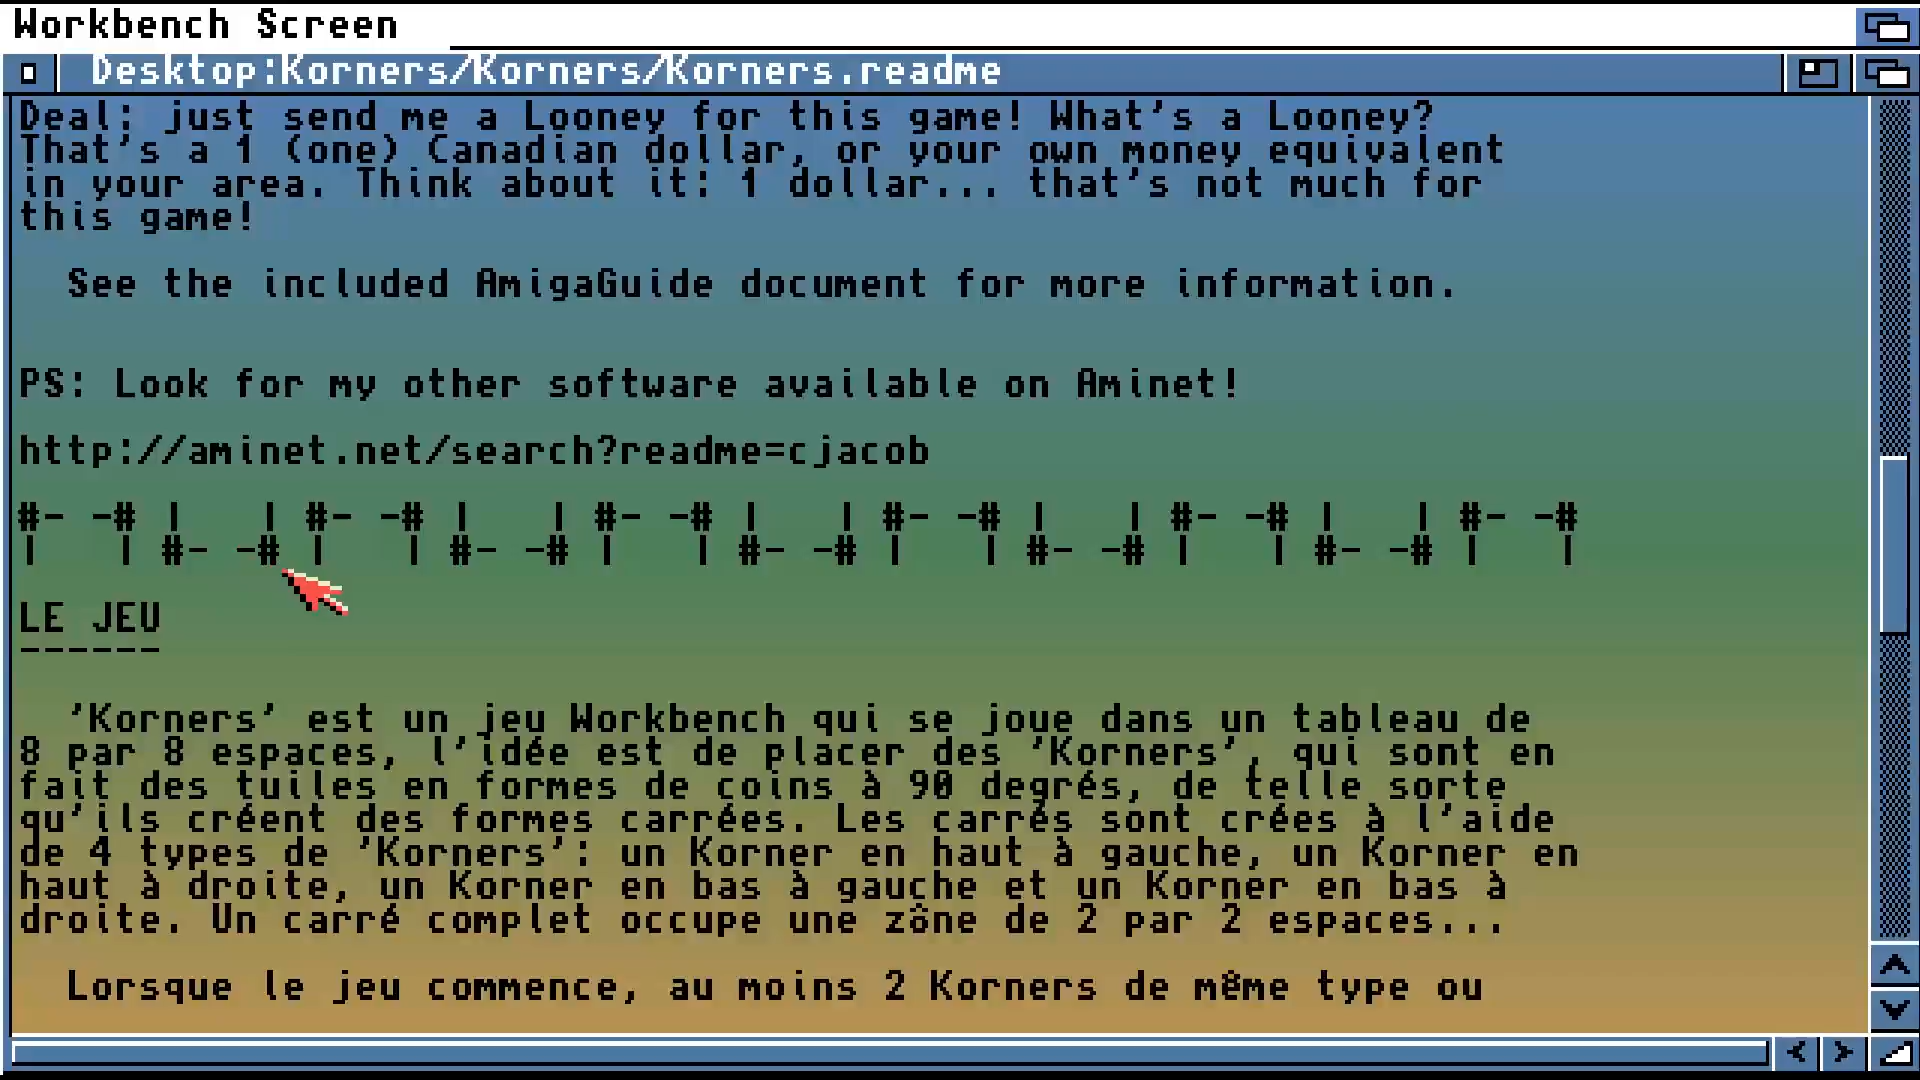 Workbench Screen
Desktop:Korners/Korners/Korners.readme
Deal: just send me a Looney for this game! What's a Looney?
That's a 1 (one) Canadian dollar, or your own money equivalent
in your area. Think about it: 1 dollar... that's not much for
this game!
See the included AmigaGuide document for more information.
PS: Look for my other software available on Aminet!
http://aminet.net/search?readme=cjacob
#- -# |   | #- -# |   | #- -# |   | #- -# |   | #- -# |   | #- -#
|   | #- -# |   | #- -# |   | #- -# |   | #- -# |   | #- -# |   |
LE JEU
------
'Korners' est un jeu Workbench qui se joue dans un tableau de
8 par 8 espaces, l'idée est de placer des 'Korners', qui sont en
fait des tuiles en formes de coins à 90 degrés, de telle sorte
qu'ils créent des formes carrées. Les carrés sont crées à l'aide
de 4 types de 'Korners': un Korner en haut à gauche, un Korner en
haut à droite, un Korner en bas à gauche et un Korner en bas à
droite. Un carré complet occupe une zône de 2 par 2 espaces...
Lorsque le jeu commence, au moins 2 Korners de même type ou